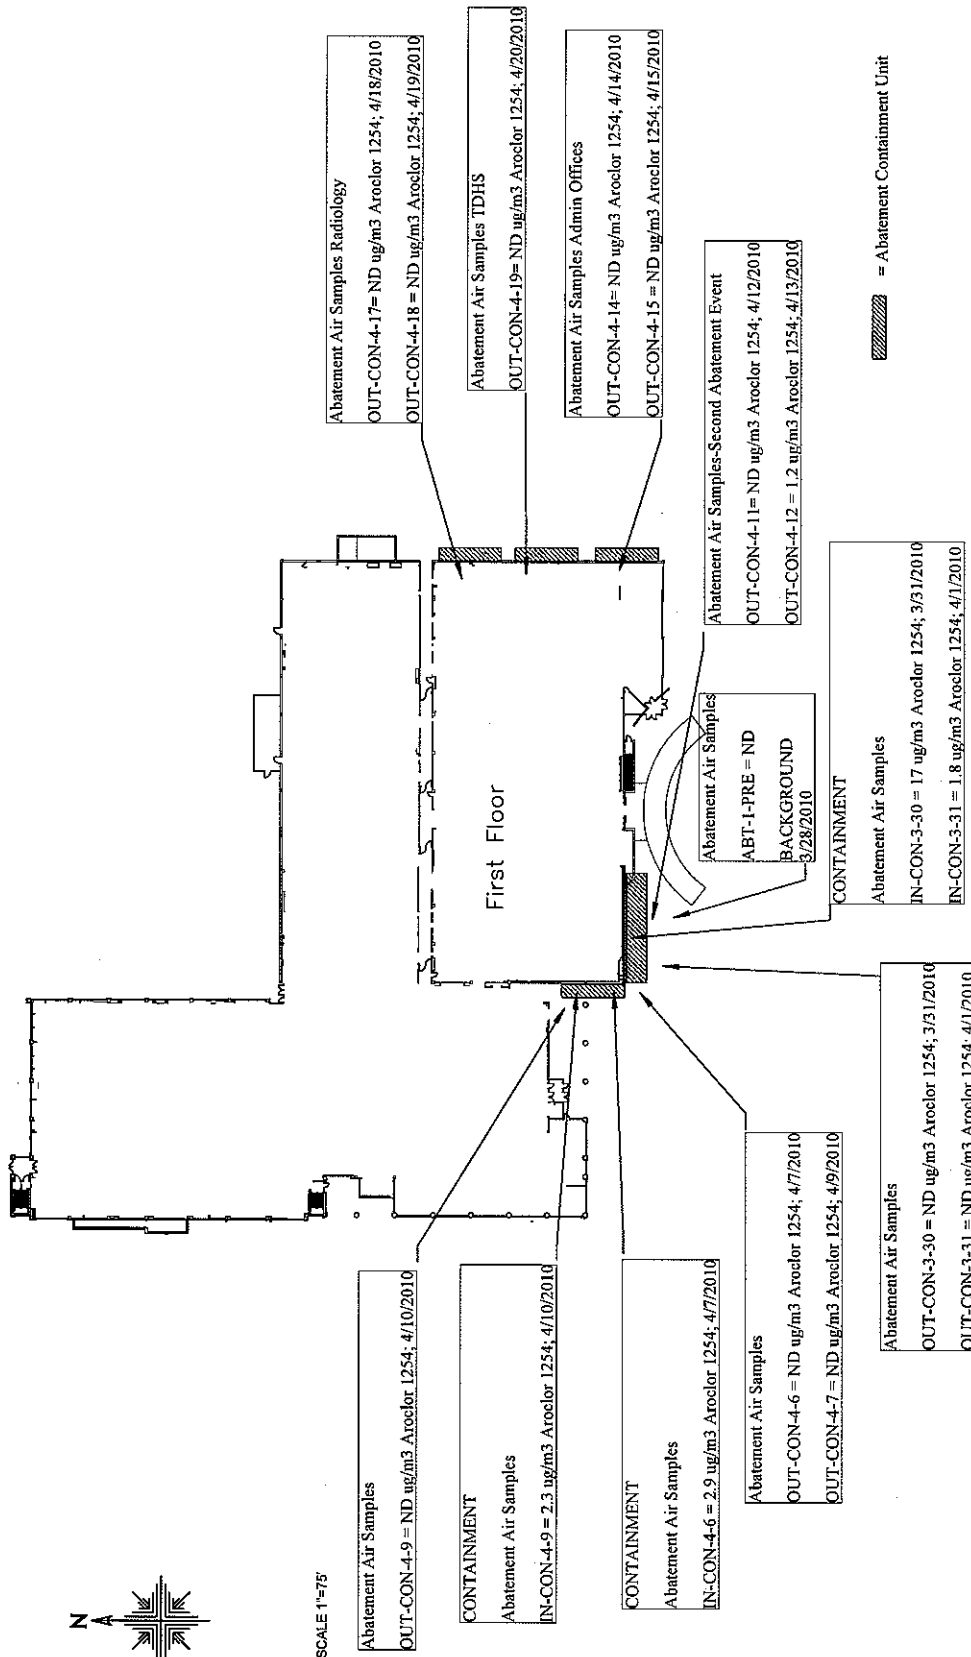 N
SCALE 1"=75'
Abatement Air Samples
OUT-CON-4-9 = ND ug/m3 Aroclor 1254; 4/10/2010
CONTAINMENT
Abatement Air Samples
IN-CON-4-9 = 2.3 ug/m3 Aroclor 1254; 4/10/2010
CONTAINMENT
Abatement Air Samples
IN-CON-4-6 = 2.9 ug/m3 Aroclor 1254; 4/7/2010
Abatement Air Samples
OUT-CON-4-6 = ND ug/m3 Aroclor 1254; 4/7/2010
OUT-CON-4-7 = ND ug/m3 Aroclor 1254; 4/9/2010
Abatement Air Samples
OUT-CON-3-30 = ND ug/m3 Aroclor 1254; 3/31/2010
OUT-CON-3-31 = ND ug/m3 Aroclor 1254; 4/1/2010
First Floor
Abatement Air Samples
ABT-1-PRE = ND
BACKGROUND
3/28/2010
CONTAINMENT
Abatement Air Samples
IN-CON-3-30 = 17 ug/m3 Aroclor 1254; 3/31/2010
IN-CON-3-31 = 1.8 ug/m3 Aroclor 1254; 4/1/2010
Abatement Air Samples-Second Abatement Event
OUT-CON-4-11= ND ug/m3 Aroclor 1254; 4/12/2010
OUT-CON-4-12 = 1.2 ug/m3 Aroclor 1254; 4/13/2010
Abatement Air Samples Radiology
OUT-CON-4-17= ND ug/m3 Aroclor 1254; 4/18/2010
OUT-CON-4-18 = ND ug/m3 Aroclor 1254; 4/19/2010
Abatement Air Samples TDHS
OUT-CON-4-19= ND ug/m3 Aroclor 1254; 4/20/2010
Abatement Air Samples Admin Offices
OUT-CON-4-14= ND ug/m3 Aroclor 1254; 4/14/2010
OUT-CON-4-15 = ND ug/m3 Aroclor 1254; 4/15/2010
= Abatement Containment Unit